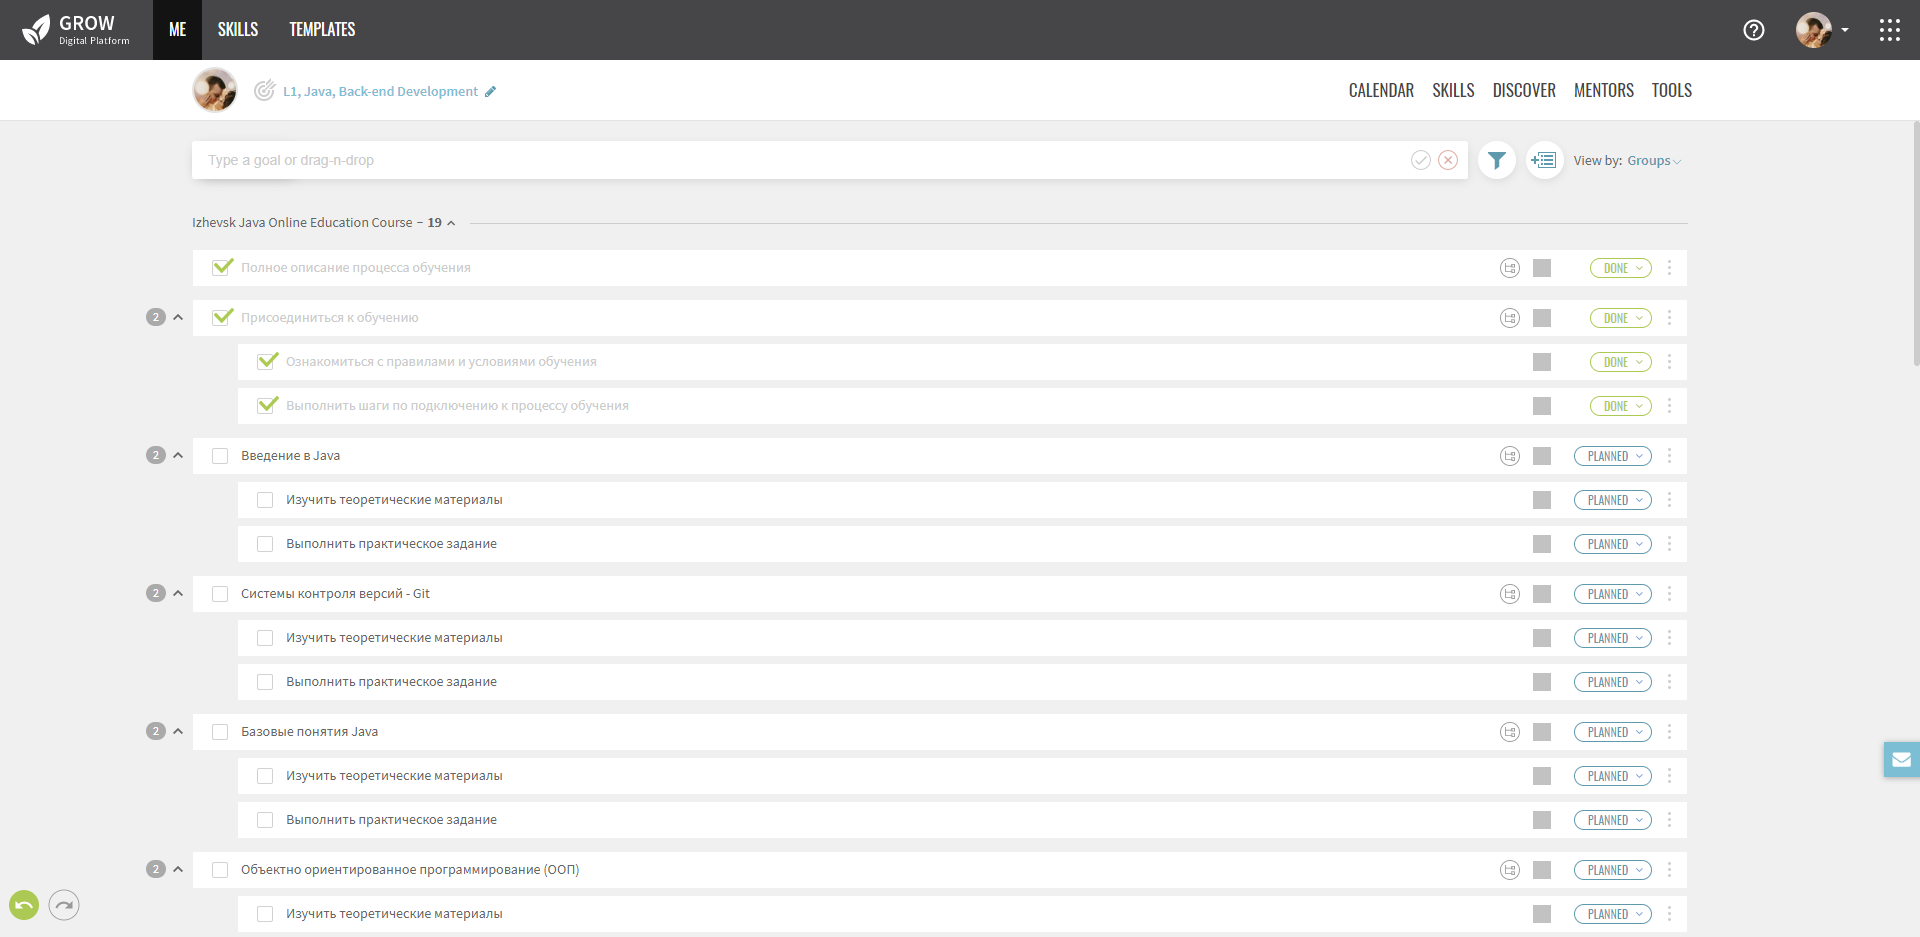 GROW
Digital Platform
ME
SKILLS
TEMPLATES
L1, Java, Back-end Development
CALENDAR
SKILLS
DISCOVER
MENTORS
TOOLS
Type a goal or drag-n-drop
View by: Groups
Izhevsk Java Online Education Course – 19
Полное описание процесса обучения
DONE
2
Присоединиться к обучению
DONE
Ознакомиться с правилами и условиями обучения
DONE
Выполнить шаги по подключению к процессу обучения
DONE
2
Введение в Java
PLANNED
Изучить теоретические материалы
PLANNED
Выполнить практическое задание
PLANNED
2
Системы контроля версий - Git
PLANNED
Изучить теоретические материалы
PLANNED
Выполнить практическое задание
PLANNED
2
Базовые понятия Java
PLANNED
Изучить теоретические материалы
PLANNED
Выполнить практическое задание
PLANNED
2
Объектно ориентированное программирование (ООП)
PLANNED
Изучить теоретические материалы
PLANNED